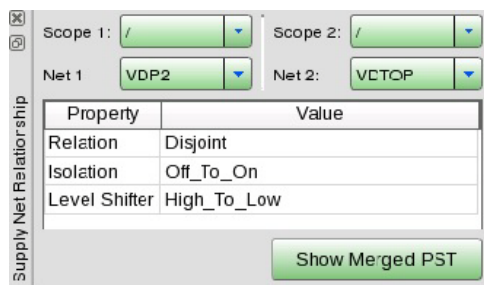 Scope 1: / Scope 2: /
Net 1 VDP2 Net 2: VDTOP
Supply Net Relationship
Property Value
Relation Disjoint
Isolation Off_To_On
Level Shifter High_To_Low
Show Merged PST